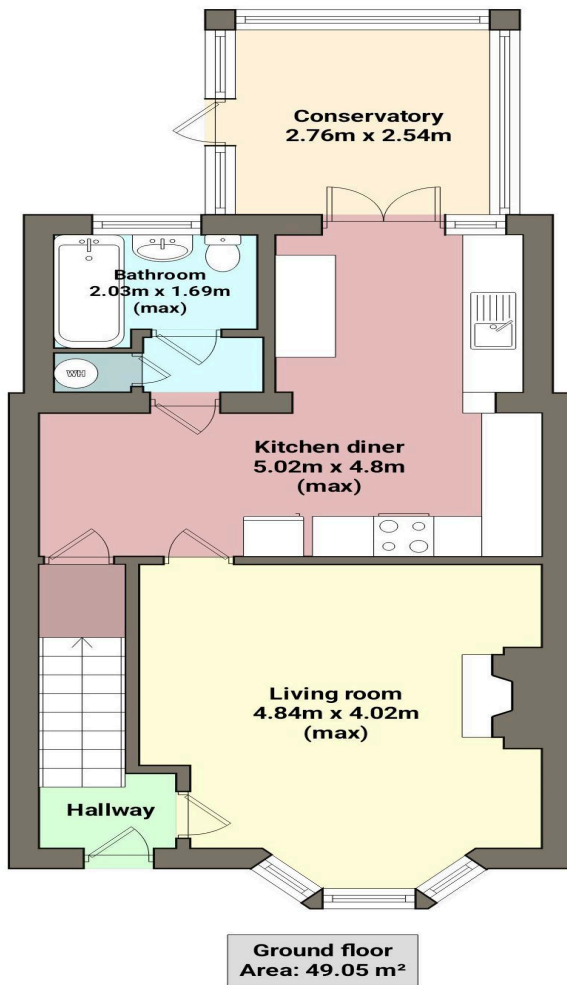 Conservatory
2.76m x 2.54m
Bathroom
2.03m x 1.69m
(max)
WH
Kitchen diner
5.02m x 4.8m
(max)
Living room
4.84m x 4.02m
(max)
Hallway
Ground floor
Area: 49.05 m²